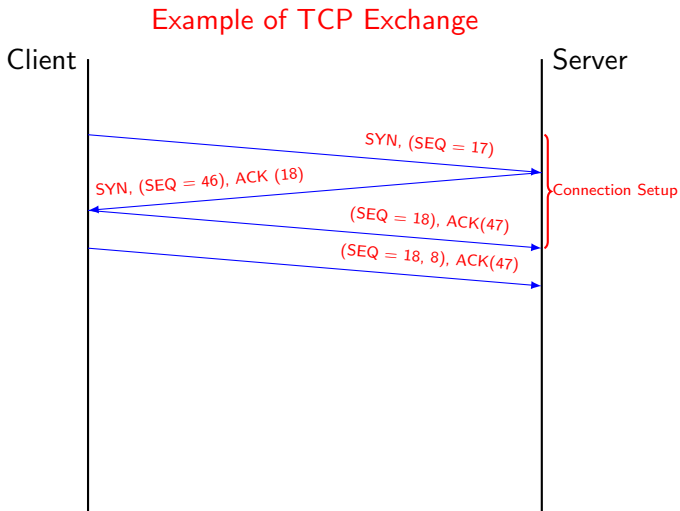 Example of TCP Exchange
Client
Server
SYN, (SEQ = 17)
SYN, (SEQ = 46), ACK (18)
Connection Setup
(SEQ = 18), ACK(47)
(SEQ = 18, 8), ACK(47)